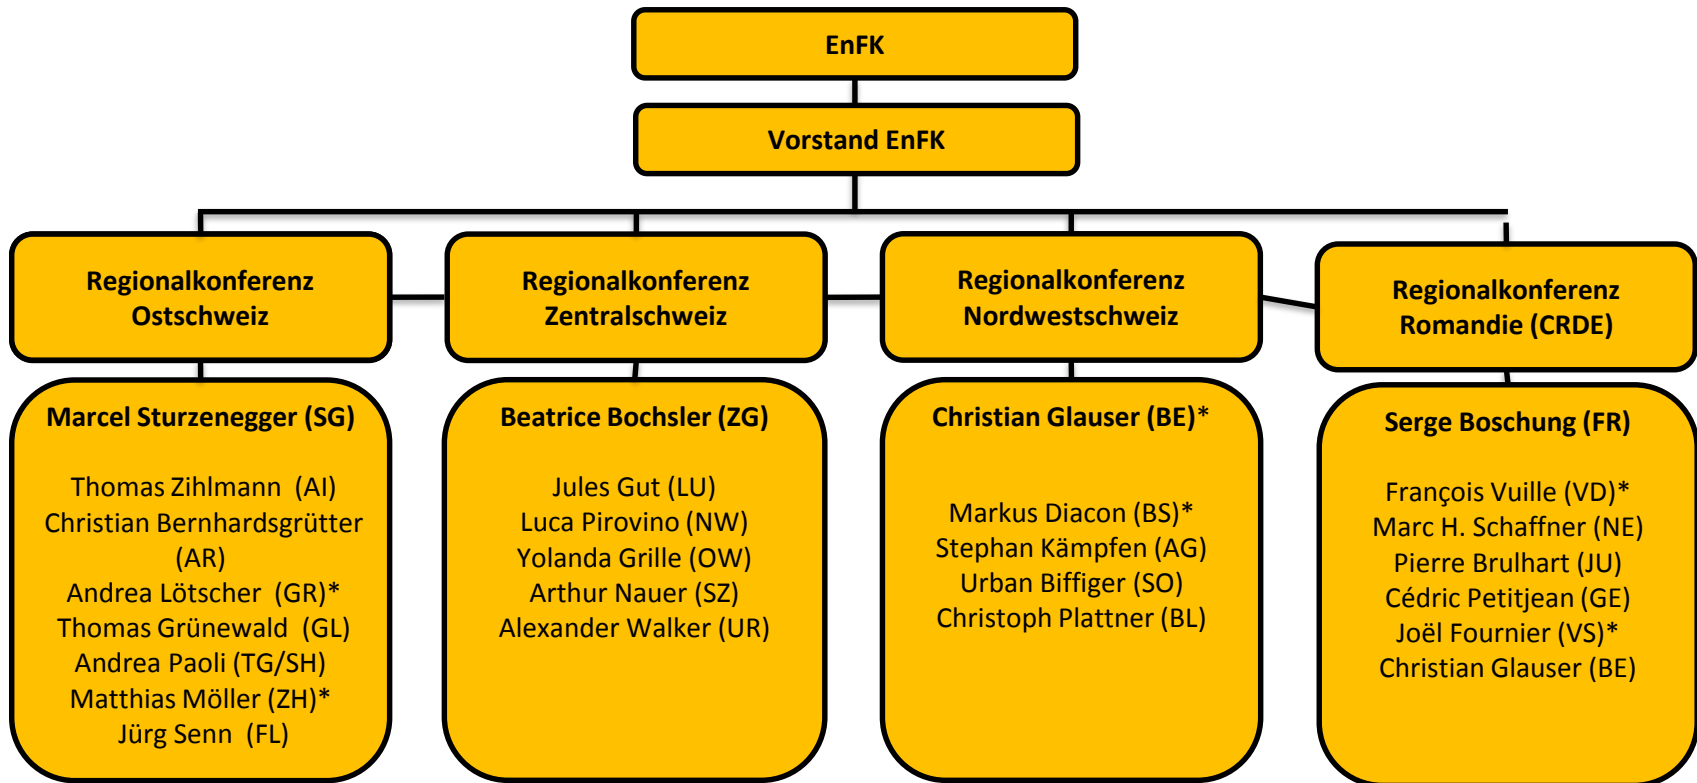 EnFK
Vorstand EnFK
Regionalkonferenz
Ostschweiz
Regionalkonferenz
Zentralschweiz
Regionalkonferenz
Nordwestschweiz
Regionalkonferenz
Romandie (CRDE)
Marcel Sturzenegger (SG)
Thomas Zihlmann (AI)
Christian Bernhardsgrütter
(AR)
Andrea Lötscher (GR)*
Thomas Grünewald (GL)
Andrea Paoli (TG/SH)
Matthias Möller (ZH)*
Jürg Senn (FL)
Beatrice Bochsler (ZG)
Jules Gut (LU)
Luca Pirovino (NW)
Yolanda Grille (OW)
Arthur Nauer (SZ)
Alexander Walker (UR)
Christian Glauser (BE)*
Markus Diacon (BS)*
Stephan Kämpfen (AG)
Urban Biffiger (SO)
Christoph Plattner (BL)
Serge Boschung (FR)
François Vuille (VD)*
Marc H. Schaffner (NE)
Pierre Brulhart (JU)
Cédric Petitjean (GE)
Joël Fournier (VS)*
Christian Glauser (BE)